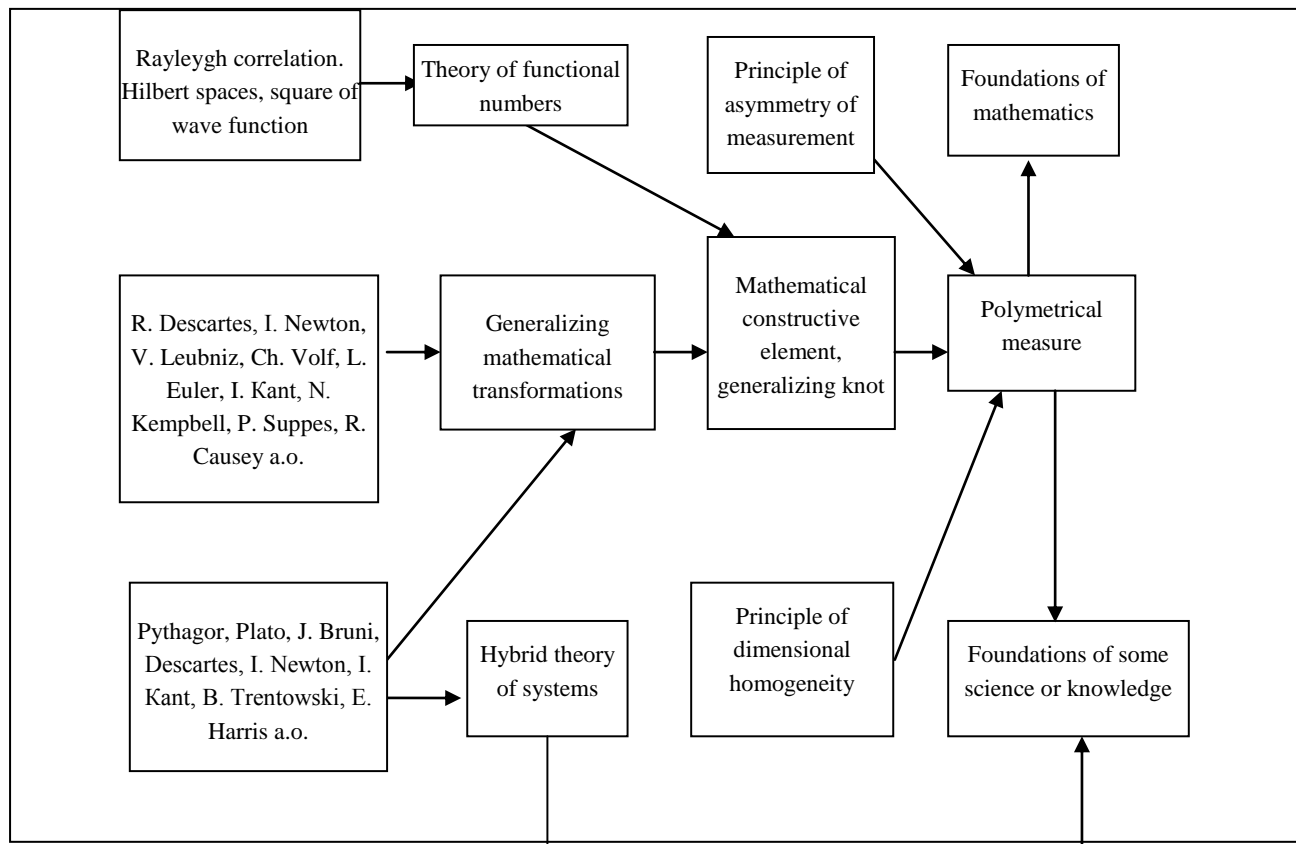 Rayleygh correlation.
Hilbert spaces, square of
wave function
Theory of functional
numbers
Principle of
asymmetry of
measurement
Foundations of
mathematics
R. Descartes, I. Newton,
V. Leubniz, Ch. Volf, L.
Euler, I. Kant, N.
Kempbell, P. Suppes, R.
Causey a.o.
Generalizing
mathematical
transformations
Mathematical
constructive
element,
generalizing knot
Polymetrical
measure
Pythagor, Plato, J. Bruni,
Descartes, I. Newton, I.
Kant, B. Trentowski, E.
Harris a.o.
Hybrid theory
of systems
Principle of
dimensional
homogeneity
Foundations of some
science or knowledge